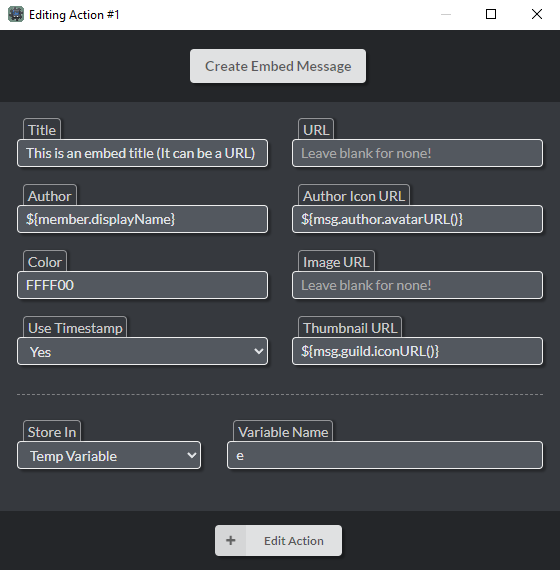 Editing Action #1
Create Embed Message
Title
This is an embed title (It can be a URL)
URL
Leave blank for none!
Author
${member.displayName}
Author Icon URL
${msg.author.avatarURL()}
Color
FFFF00
Image URL
Leave blank for none!
Use Timestamp
Yes
Thumbnail URL
${msg.guild.iconURL()}
Store In
Temp Variable
Variable Name
e
+ Edit Action